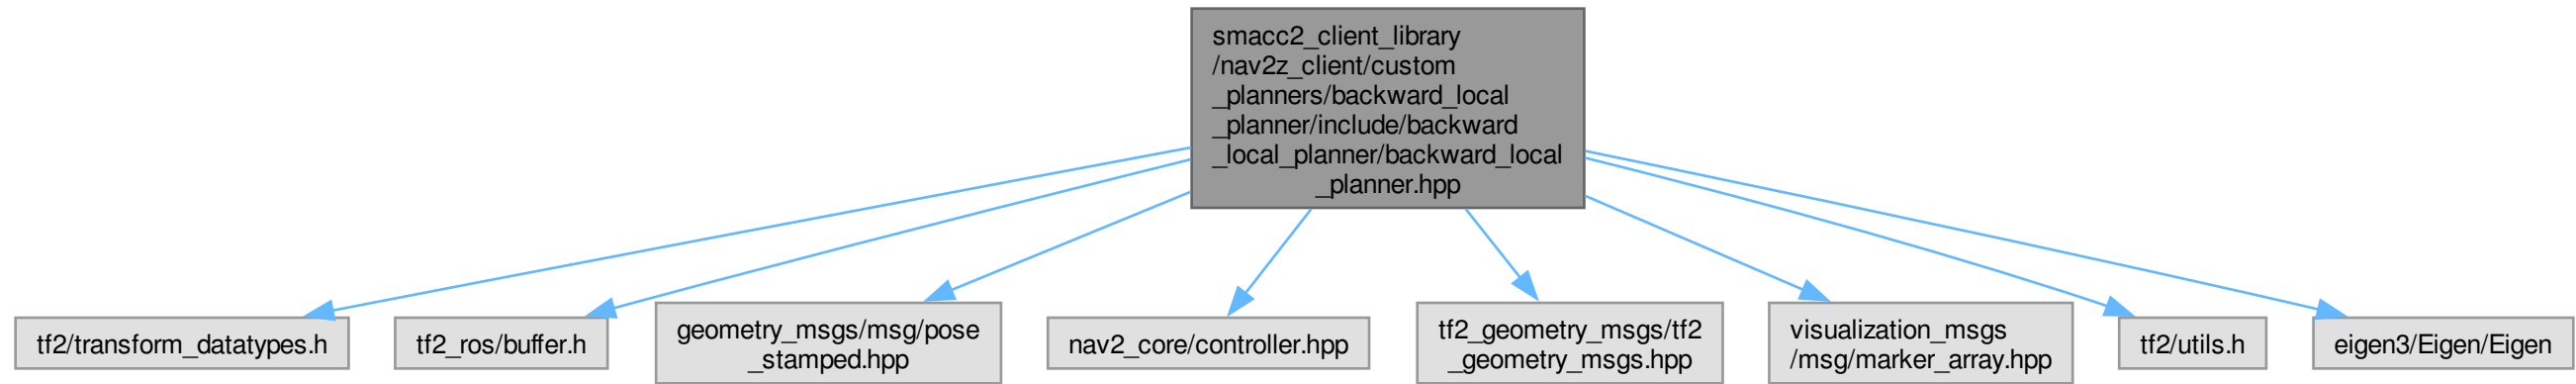 smacc2_client_library
/nav2z_client/custom
_planners/backward_local
_planner/include/backward
_local_planner/backward_local
_planner.hpp
tf2/transform_datatypes.h
tf2_ros/buffer.h
geometry_msgs/msg/pose
_stamped.hpp
nav2_core/controller.hpp
tf2_geometry_msgs/tf2
_geometry_msgs.hpp
visualization_msgs
/msg/marker_array.hpp
tf2/utils.h
eigen3/Eigen/Eigen